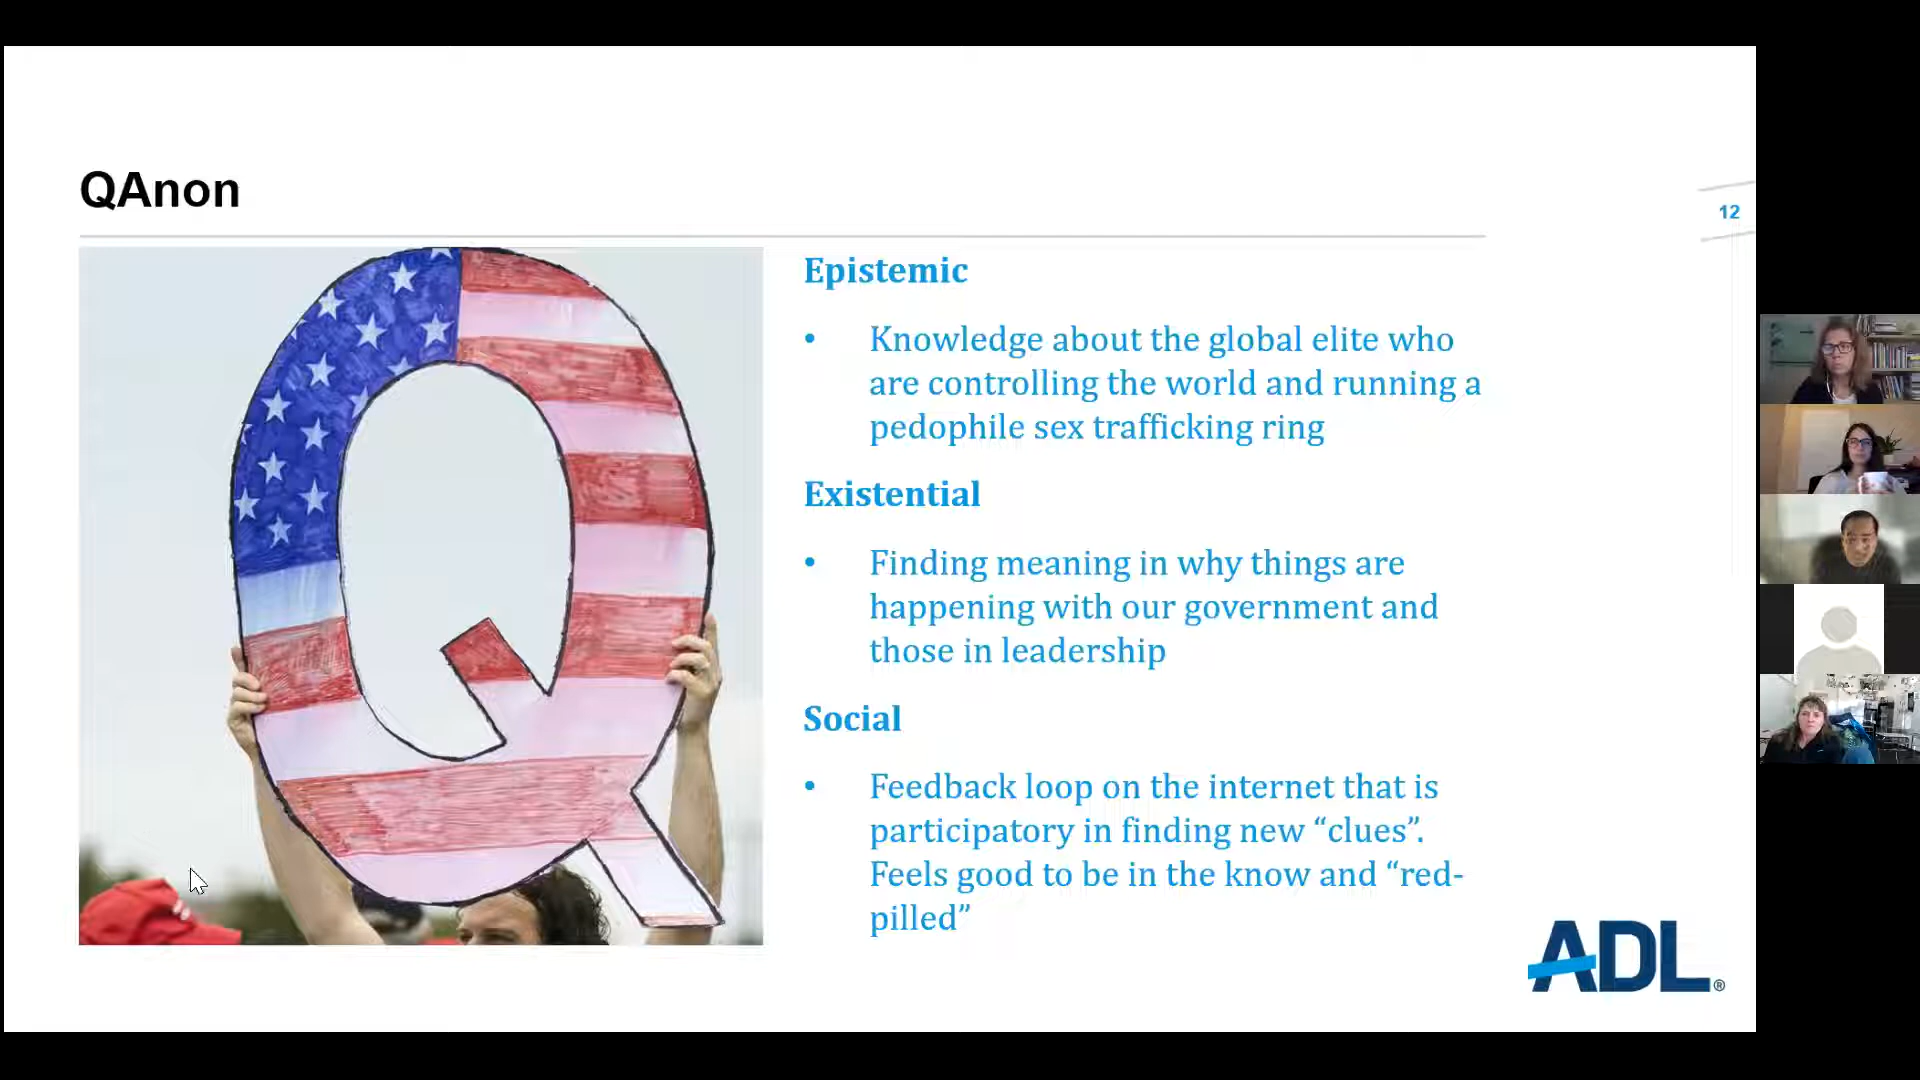 QAnon
12
Epistemic
• Knowledge about the global elite who
are controlling the world and running a
pedophile sex trafficking ring
Existential
• Finding meaning in why things are
happening with our government and
those in leadership
Social
• Feedback loop on the internet that is
participatory in finding new “clues”.
Feels good to be in the know and “red-
pilled”
ADL®